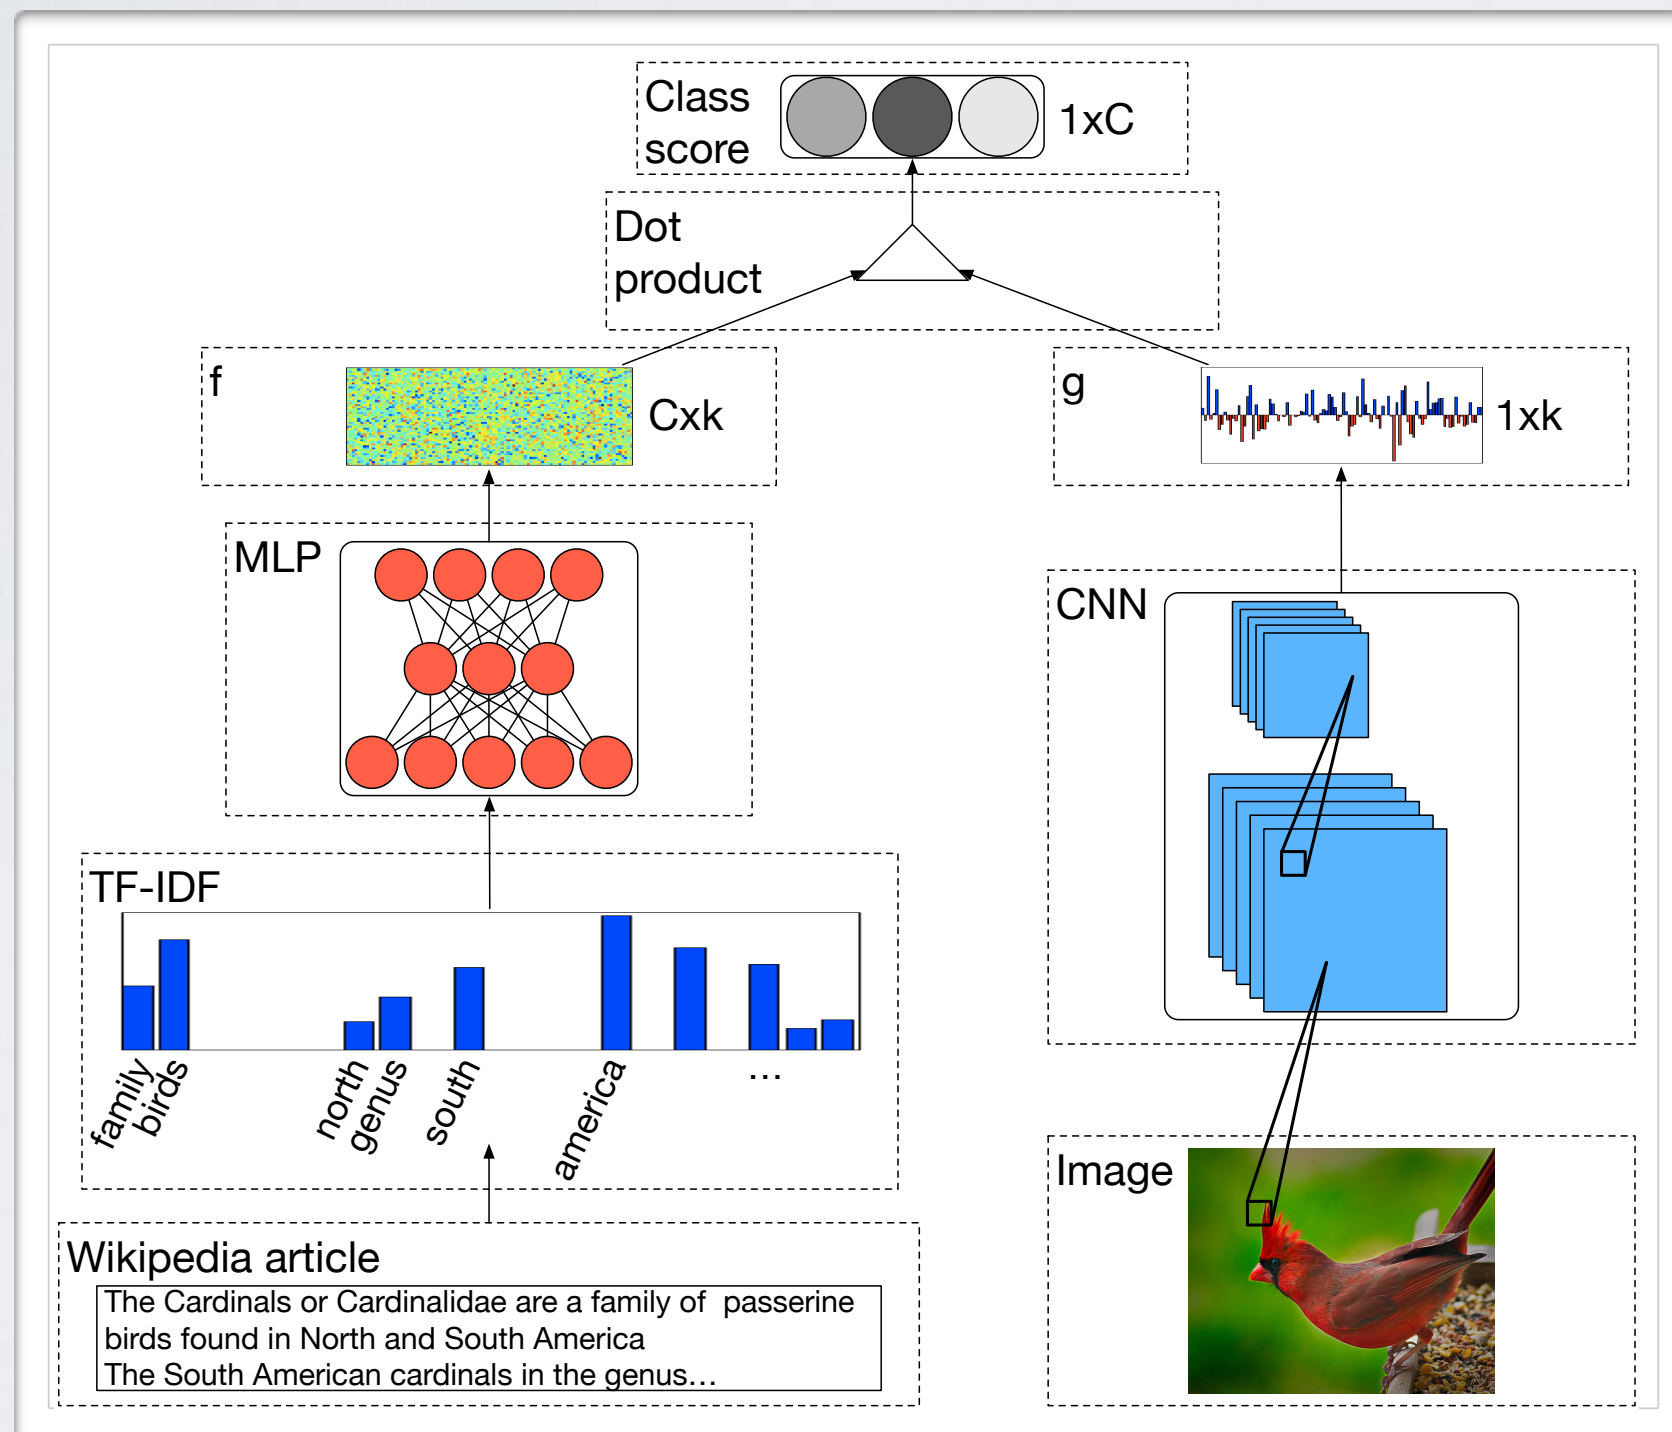 Class
score
1xC
Dot
product
f
Cxk
g
1xk
MLP
CNN
TF-IDF
family
birds
north
genus
south
america
...
Image
Wikipedia article
The Cardinals or Cardinalidae are a family of passerine
birds found in North and South America
The South American cardinals in the genus...